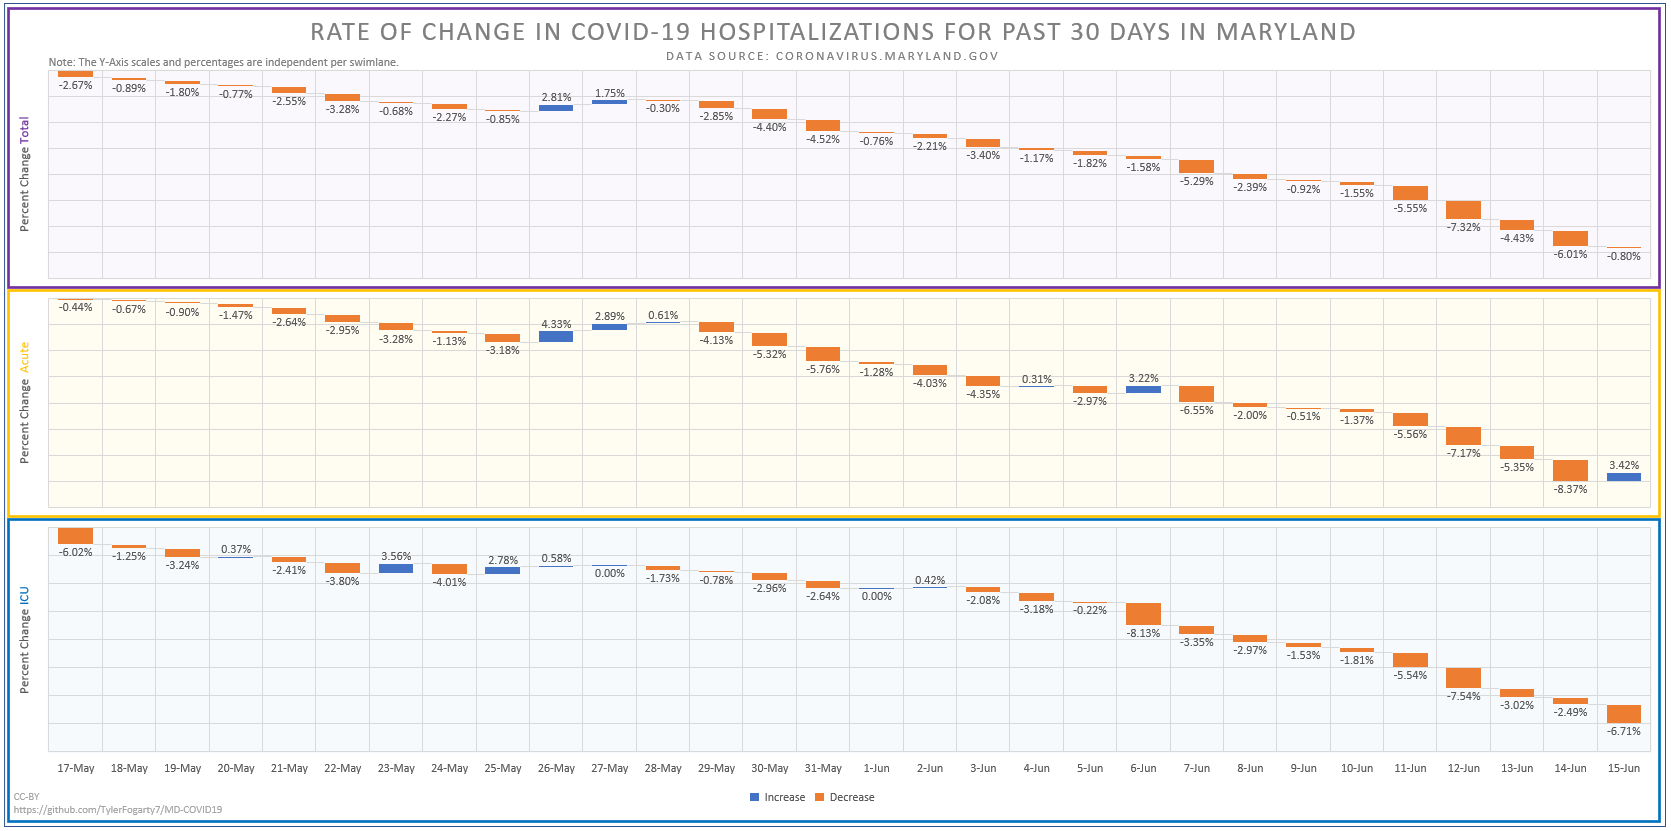 RATE OF CHANGE IN COVID-19 HOSPITALIZATIONS FOR PAST 30 DAYS IN MARYLAND
DATA SOURCE: CORONAVIRUS.MARYLAND.GOV
Note: The Y-Axis scales and percentages are independent per swimlane.
Percent Change Total
-2.67% -0.89% -1.80% -0.77% -2.55% -3.28% -0.68% -2.27% -0.85% 2.81% 1.75% -0.30% -2.85% -4.40% -4.52% -0.76% -2.21% -3.40% -1.17% -1.82% -1.58% -5.29% -2.39% -0.92% -1.55% -5.55% -7.32% -4.43% -6.01% -0.80%
Percent Change Acute
-0.44% -0.67% -0.90% -1.47% -2.64% -2.95% -3.28% -1.13% -3.18% 4.33% 2.89% 0.61% -4.13% -5.32% -5.76% -1.28% -4.03% -4.35% 0.31% -2.97% 3.22% -6.55% -2.00% -0.51% -1.37% -5.56% -7.17% -5.35% -8.37% 3.42%
Percent Change ICU
-6.02% -1.25% -3.24% 0.37% -2.41% -3.80% 3.56% -4.01% 2.78% 0.58% 0.00% -1.73% -0.78% -2.96% -2.64% 0.00% 0.42% -2.08% -3.18% -0.22% -8.13% -3.35% -2.97% -1.53% -1.81% -5.54% -7.54% -3.02% -2.49% -6.71%
17-May 18-May 19-May 20-May 21-May 22-May 23-May 24-May 25-May 26-May 27-May 28-May 29-May 30-May 31-May 1-Jun 2-Jun 3-Jun 4-Jun 5-Jun 6-Jun 7-Jun 8-Jun 9-Jun 10-Jun 11-Jun 12-Jun 13-Jun 14-Jun 15-Jun
Increase Decrease
CC-BY
https://github.com/TylerFogarty7/MD-COVID19